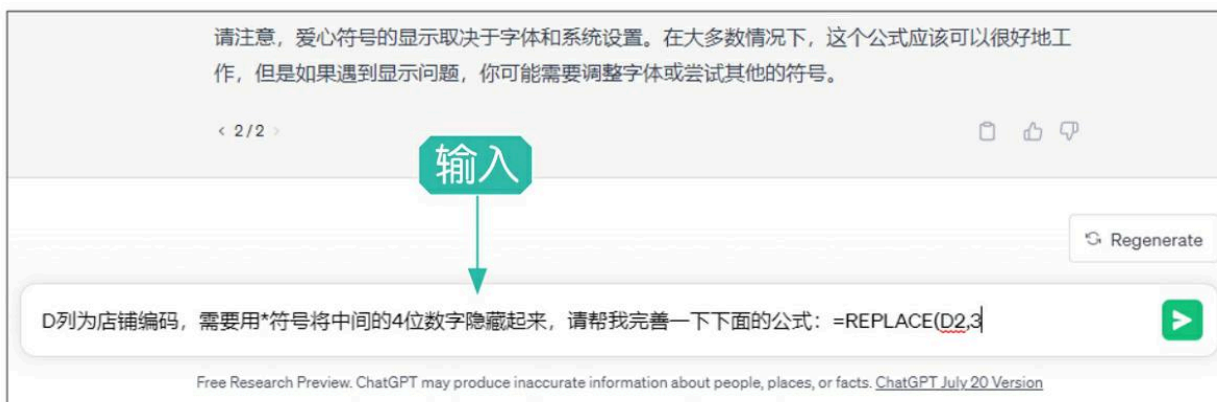 请注意，爱心符号的显示取决于字体和系统设置。在大多数情况下，这个公式应该可以很好地工
作，但是如果遇到显示问题，你可能需要调整字体或尝试其他的符号。
< 2/2 >
输入
Regenerate
D列为店铺编码，需要用*符号将中间的4位数字隐藏起来，请帮我完善一下下面的公式：=REPLACE(D2,3
Free Research Preview. ChatGPT may produce inaccurate information about people, places, or facts. ChatGPT July 20 Version